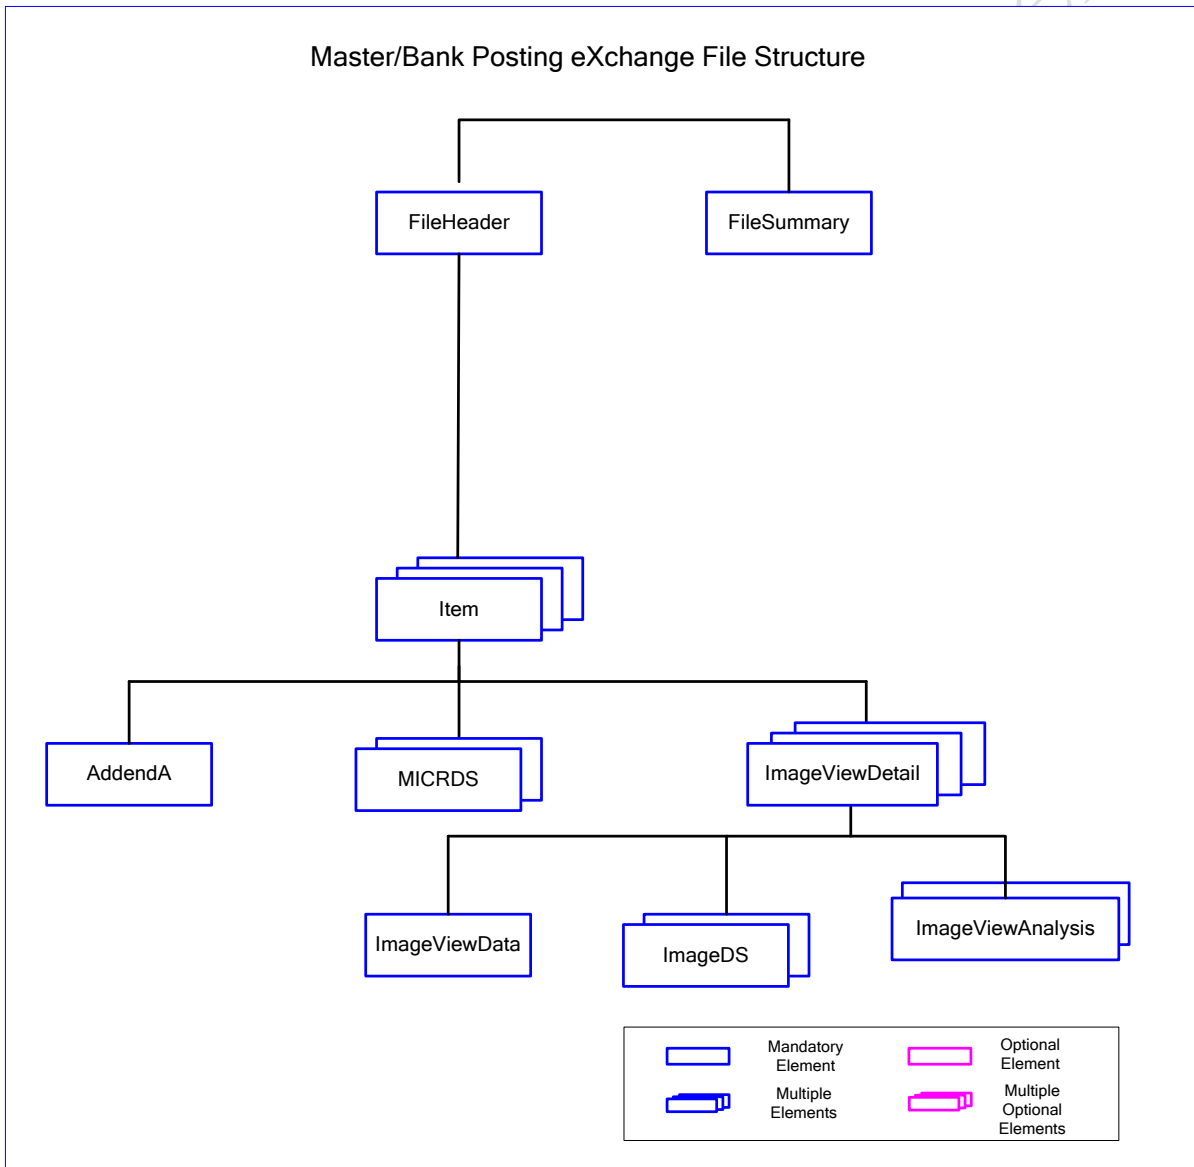 Master/Bank Posting eXchange File Structure
FileHeader
FileSummary
Item
AddendA
MICRDS
ImageViewDetail
ImageViewData
ImageDS
ImageViewAnalysis
Mandatory
Element
Optional
Element
Multiple
Elements
Multiple
Optional
Elements